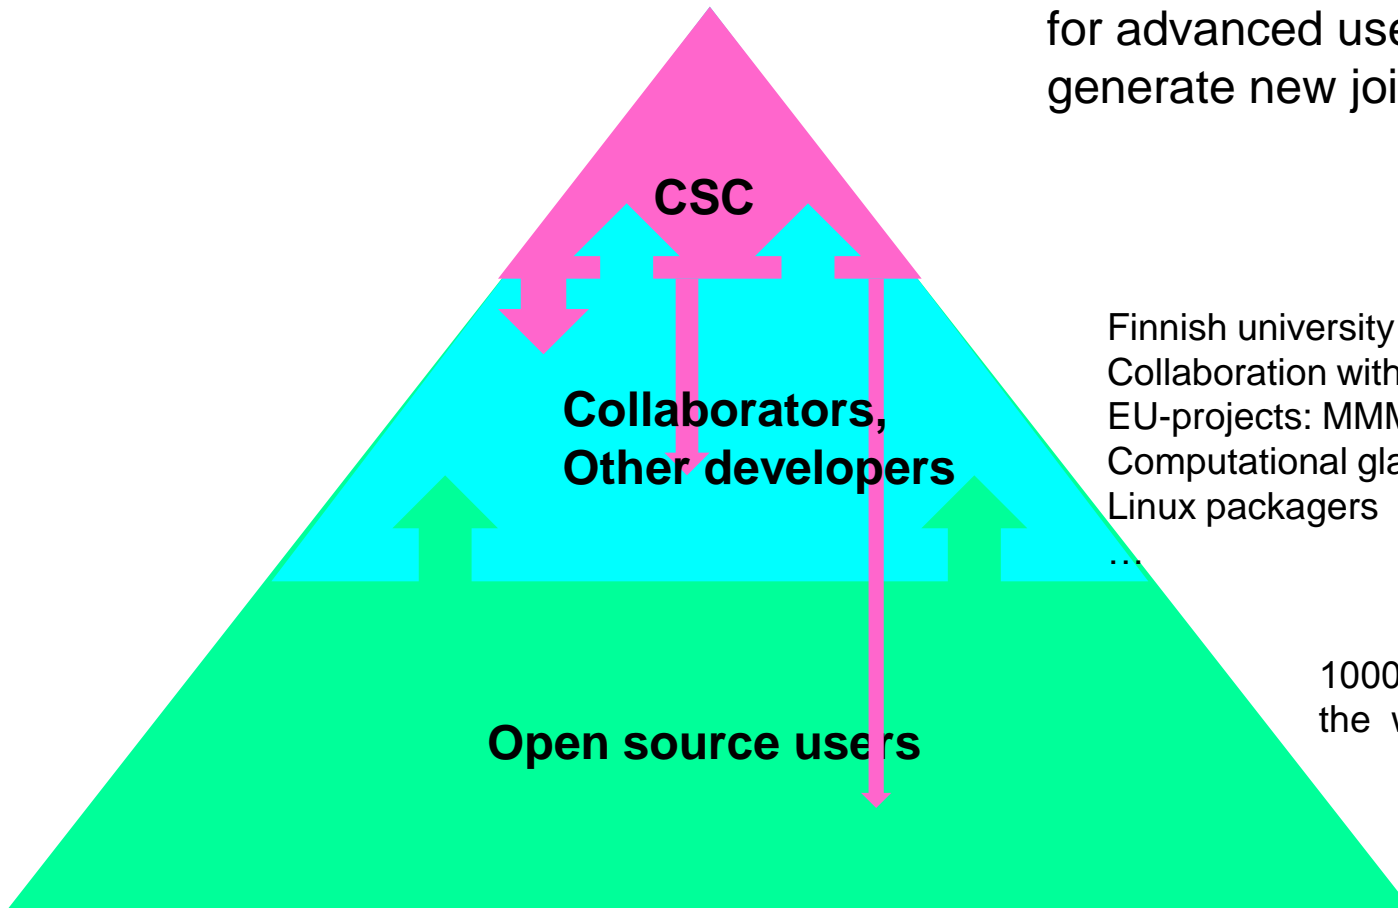 for advanced use
generate new joi
CSC
Finnish university
Collaboration with
EU-projects: MMM
Computational gla
Linux packagers
…
Collaborators,
Other developers
1000
the w
Open source users